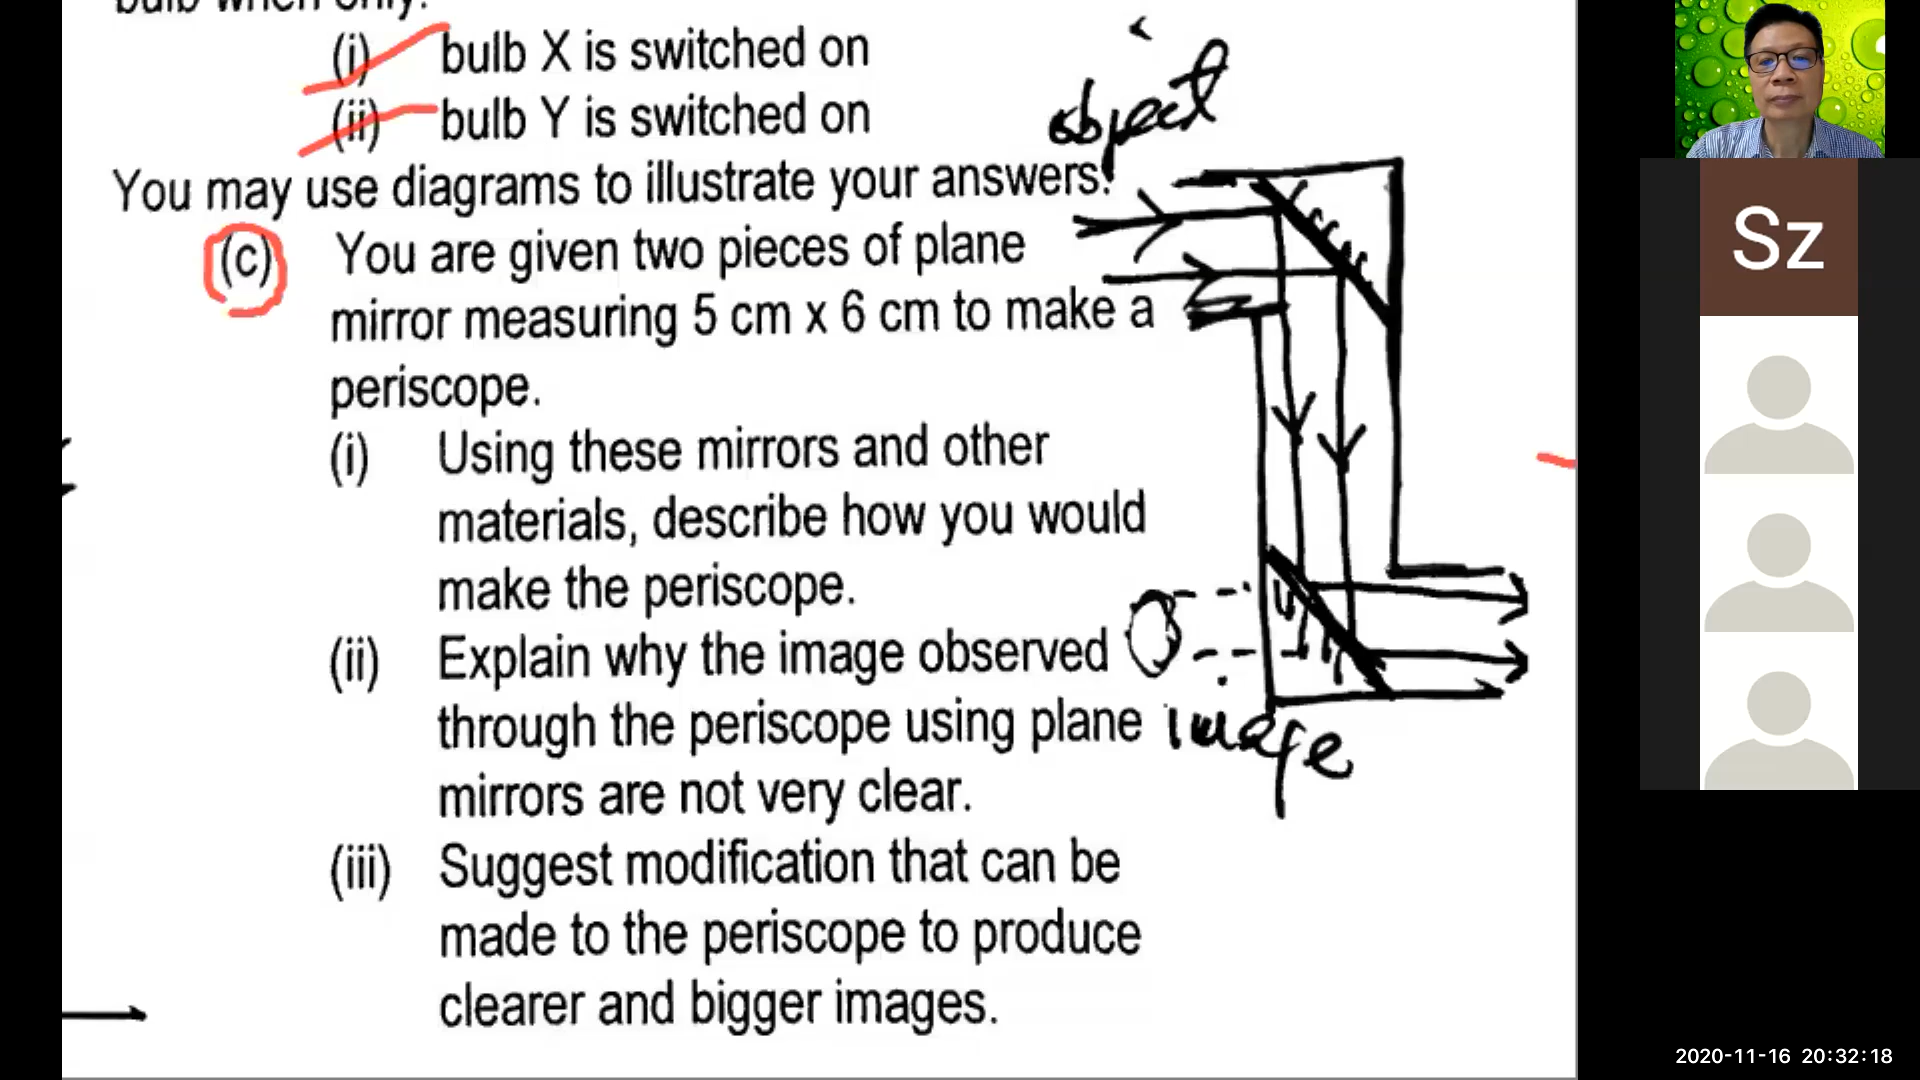 bulb when only:
(i) bulb X is switched on
(ii) bulb Y is switched on
object
You may use diagrams to illustrate your answers.
(c) You are given two pieces of plane
mirror measuring 5 cm x 6 cm to make a
periscope.
(i) Using these mirrors and other
materials, describe how you would
make the periscope.
(ii) Explain why the image observed
through the periscope using plane
mirrors are not very clear.
image
(iii) Suggest modification that can be
made to the periscope to produce
clearer and bigger images.
Sz
2020-11-16 20:32:18